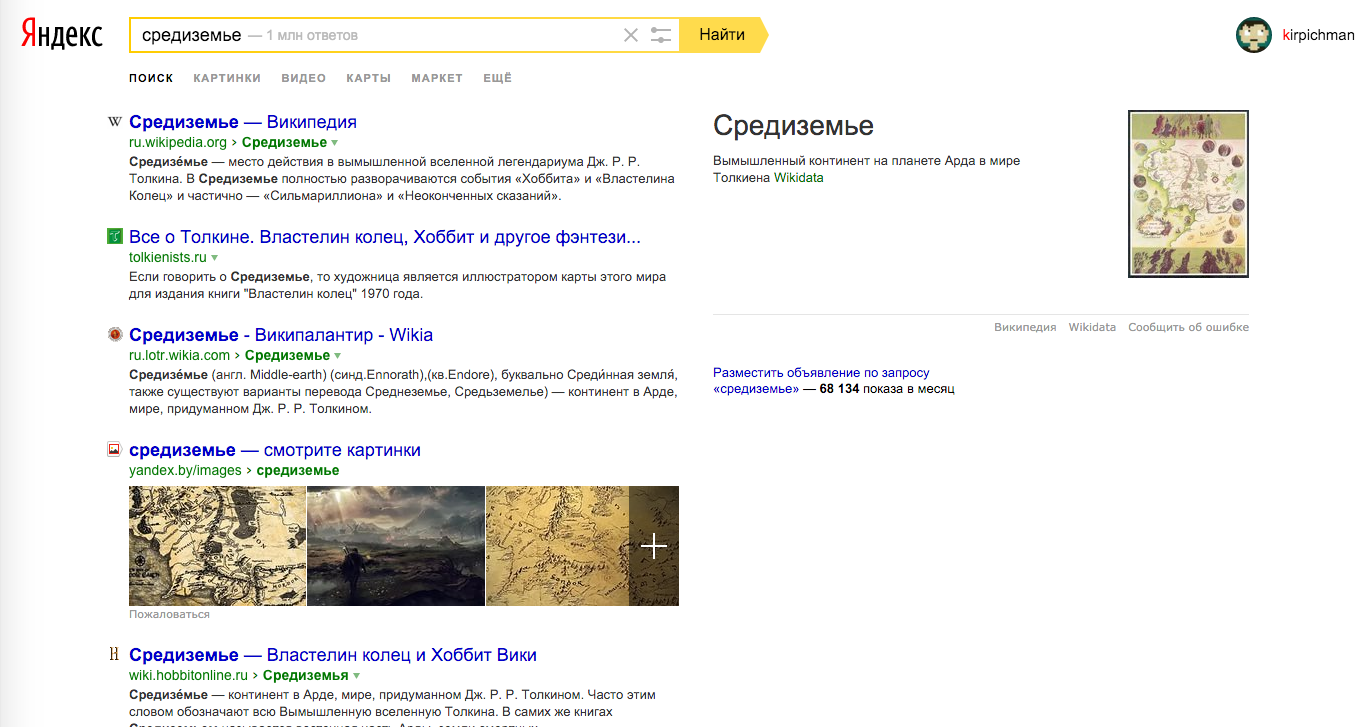 Яндекс
средиземье — 1 млн ответов
Найти
kirpichman
ПОИСК КАРТИНКИ ВИДЕО КАРТЫ МАРКЕТ ЕЩЁ
Средиземье — Википедия
ru.wikipedia.org › Средиземье
Средизе́мье — место действия в вымышленной вселенной легендариума Дж. Р. Р.
Толкина. В Средиземье полностью разворачиваются события «Хоббита» и «Властелина
Колец» и частично — «Сильмариллиона» и «Неоконченных сказаний».
Все о Толкине. Властелин колец, Хоббит и другое фэнтези...
tolkienists.ru
Если говорить о Средиземье, то художница является иллюстратором карты этого мира
для издания книги "Властелин колец" 1970 года.
Средиземье - Википалантир - Wikia
ru.lotr.wikia.com › Средиземье
Средизе́мье (англ. Middle-earth) (синд.Ennorath),(кв.Endore), буквально Среди́нная земля́,
также существуют варианты перевода Среднеземье, Средьземелье) — континент в Арде,
мире, придуманном Дж. Р. Р. Толкином.
средиземье — смотрите картинки
yandex.by/images › средиземье
MORDOR
MORDOR
Пожаловаться
Средиземье — Властелин колец и Хоббит Вики
wiki.hobbitonline.ru › Средиземья
Средизе́мье — континент в Арде, мире, придуманном Дж. Р. Р. Толкином. Часто этим
словом обозначают всю Вымышленную вселенную Толкина. В самих же книгах
Средиземье
Вымышленный континент на планете Арда в мире
Толкиена Wikidata
Википедия Wikidata Сообщить об ошибке
Разместить объявление по запросу
«средиземье» — 68 134 показа в месяц